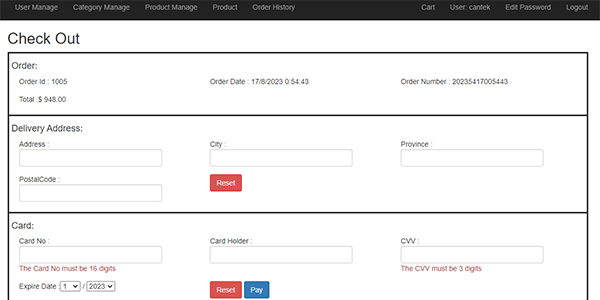 User Manage Category Manage Product Manage Product Order History Cart User: cantek Edit Password Logout
Check Out
Order:
Order Id : 1005 Order Date : 17/8/2023 0:54:43 Order Number : 20235417005443
Total :$ 948.00
Delivery Address:
Address : City : Province :
PostalCode :
Reset
Card:
Card No : Card Holder : CVV :
The Card No must be 16 digits The CVV must be 3 digits
Expire Date : 1 / 2023 Reset Pay